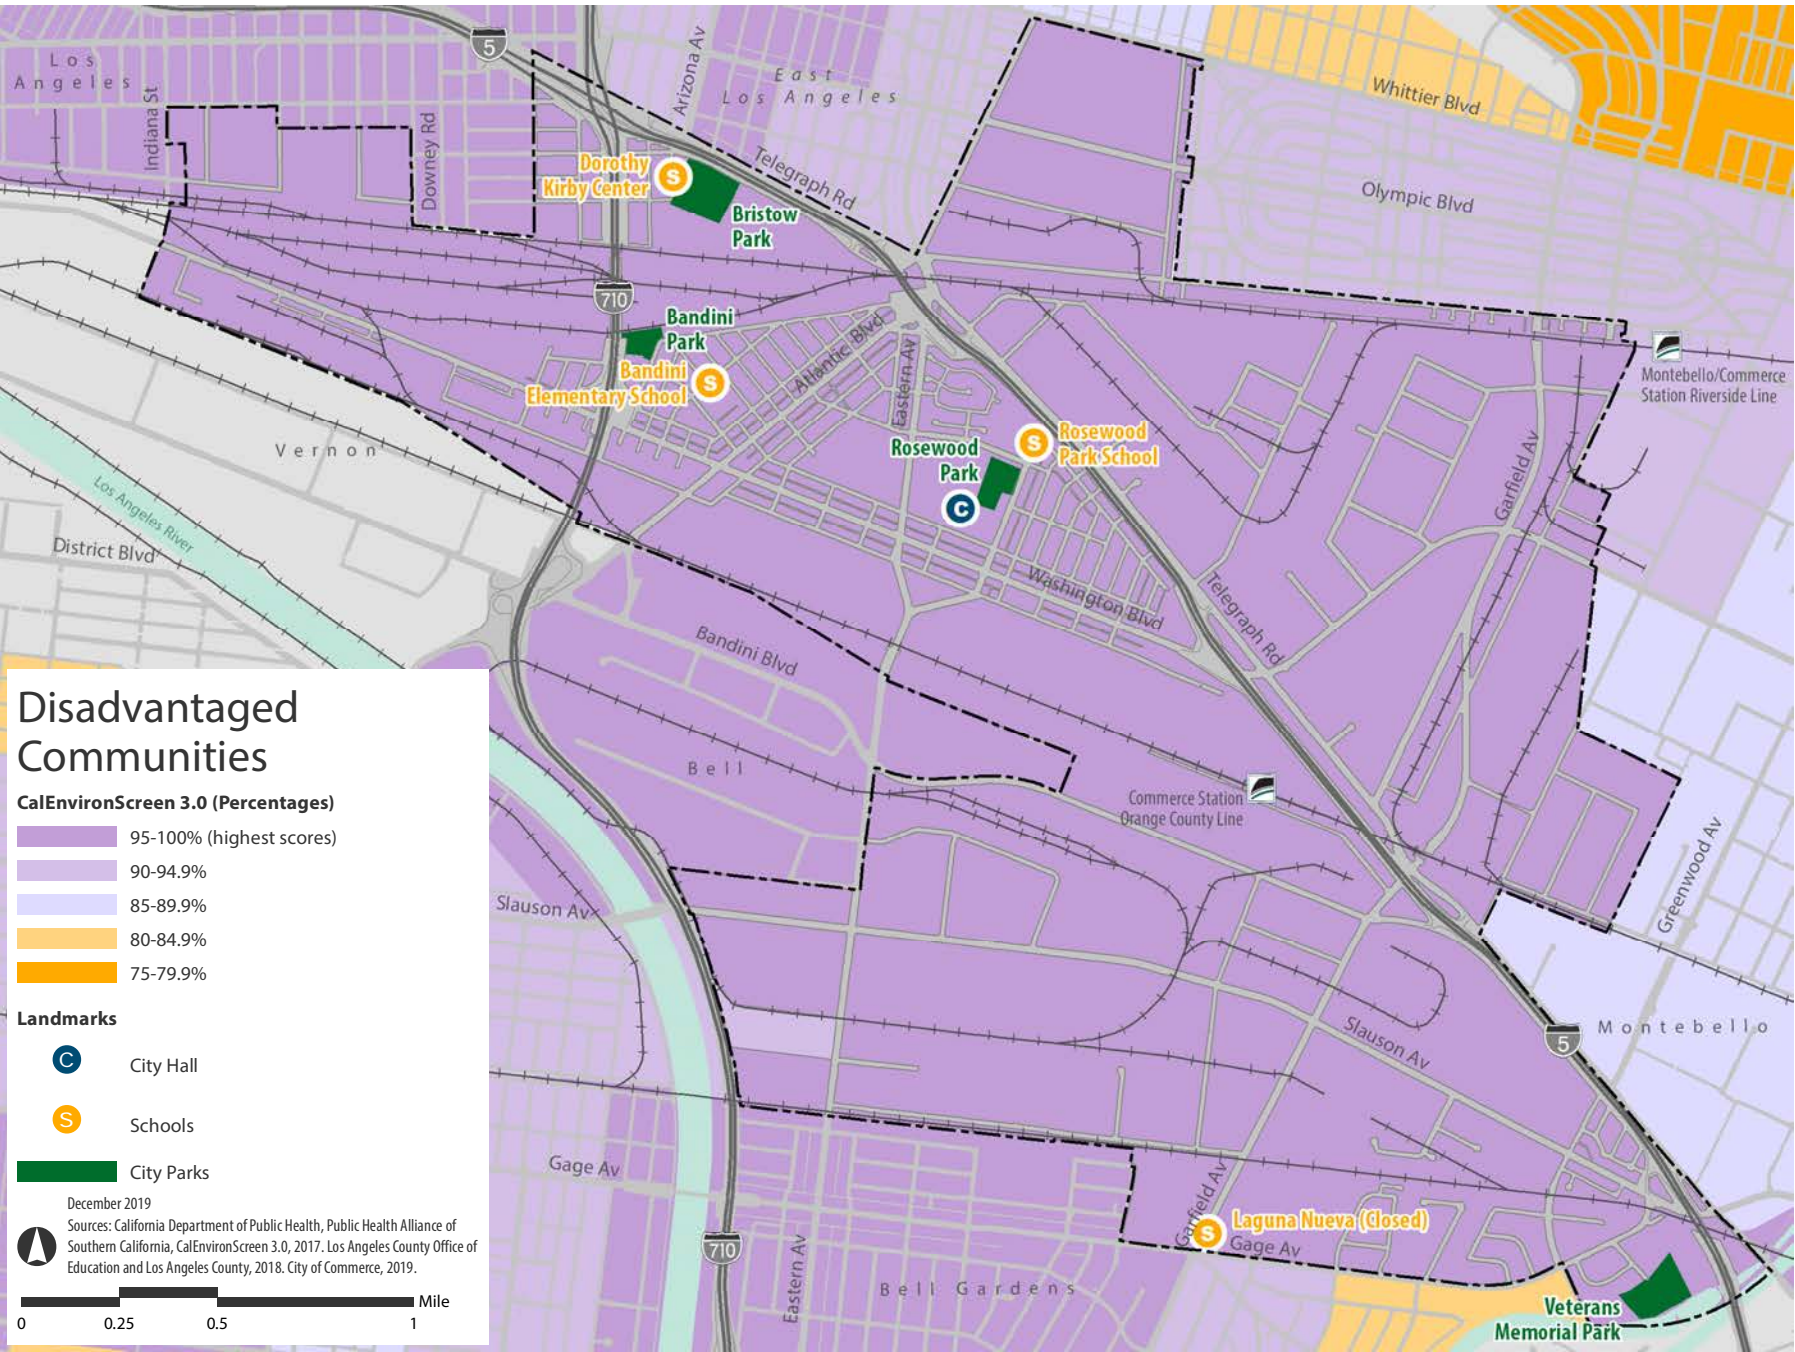 Los
Angeles
Indiana St
Downey Rd
5
Arizona Av
East
Los Angeles
Telegraph Rd
Whittier Blvd
Olympic Blvd
Dorothy
Kirby Center
S
Bristow
Park
710
Bandini
Park
Bandini
Elementary School
S
Atlantic Blvd
Eastern Av
Rosewood
Park
C
S
Rosewood
Park School
Montebello/Commerce
Station Riverside Line
Garfield Av
Vernon
Los Angeles River
District Blvd
Washington Blvd
Telegraph Rd
Bandini Blvd
Bell
Commerce Station
Orange County Line
Greenwood Av
Slauson Av
Slauson Av
5
Montebello
Gage Av
710
Eastern Av
Garfield Av
S
Laguna Nueva (Closed)
Gage Av
Bell Gardens
Veterans
Memorial Park
Disadvantaged
Communities
CalEnvironScreen 3.0 (Percentages)
95-100% (highest scores)
90-94.9%
85-89.9%
80-84.9%
75-79.9%
Landmarks
C City Hall
S Schools
City Parks
December 2019
Sources: California Department of Public Health, Public Health Alliance of
Southern California, CalEnvironScreen 3.0, 2017. Los Angeles County Office of
Education and Los Angeles County, 2018. City of Commerce, 2019.
Mile
0 0.25 0.5 1